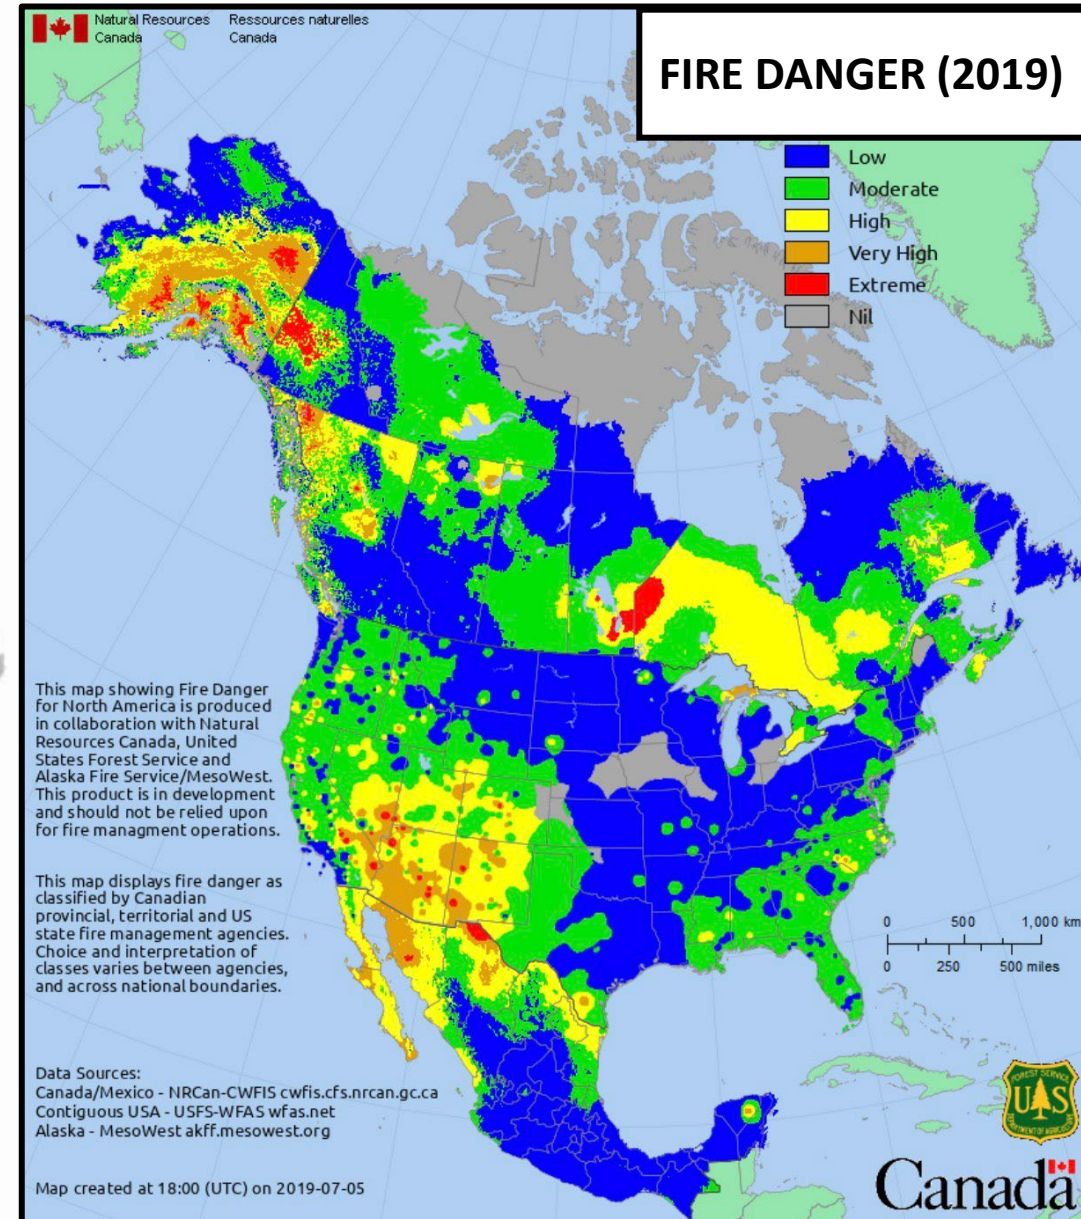 Natural Resources Ressources naturelles
Canada Canada
FIRE DANGER (2019)
Low
Moderate
High
Very High
Extreme
Nil
This map showing Fire Danger
for North America is produced
in collaboration with Natural
Resources Canada, United
States Forest Service and
Alaska Fire Service/MesoWest.
This product is in development
and should not be relied upon
for fire managment operations.
This map displays fire danger as
classified by Canadian
provincial, territorial and US
state fire management agencies.
Choice and interpretation of
classes varies between agencies,
and across national boundaries.
0 500 1,000 km
0 250 500 miles
Data Sources:
Canada/Mexico - NRCan-CWFIS cwfis.cfs.nrcan.gc.ca
Contiguous USA - USFS-WFAS wfas.net
Alaska - MesoWest akff.mesowest.org
Map created at 18:00 (UTC) on 2019-07-05
FOREST SERVICE
U S
DEPARTMENT OF AGRICULTURE
Canada